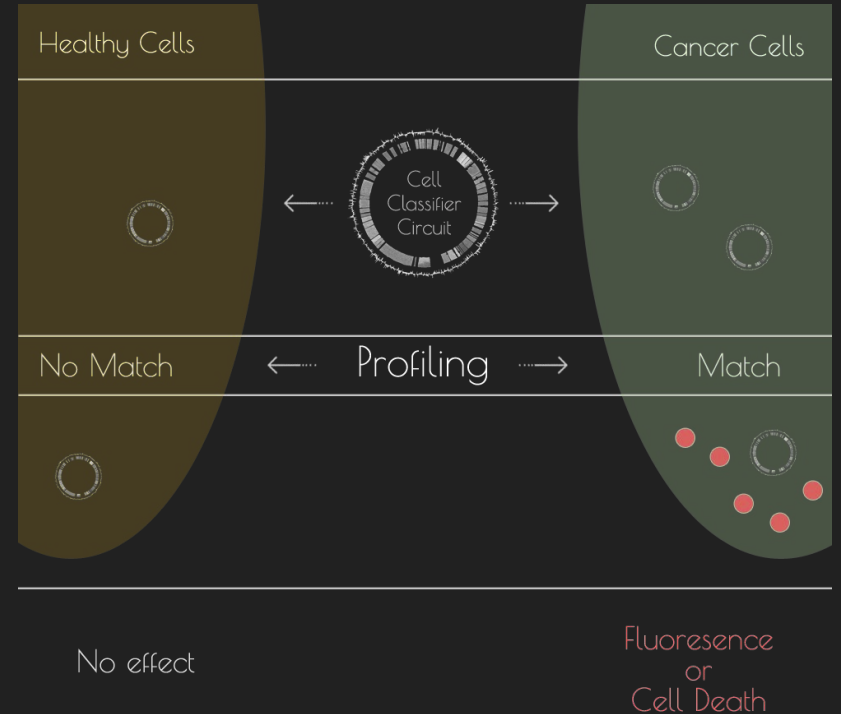 Healthy Cells
Cancer Cells
Cell
Classifier
Circuit
No Match
Profiling
Match
No effect
Fluoresence
or
Cell Death